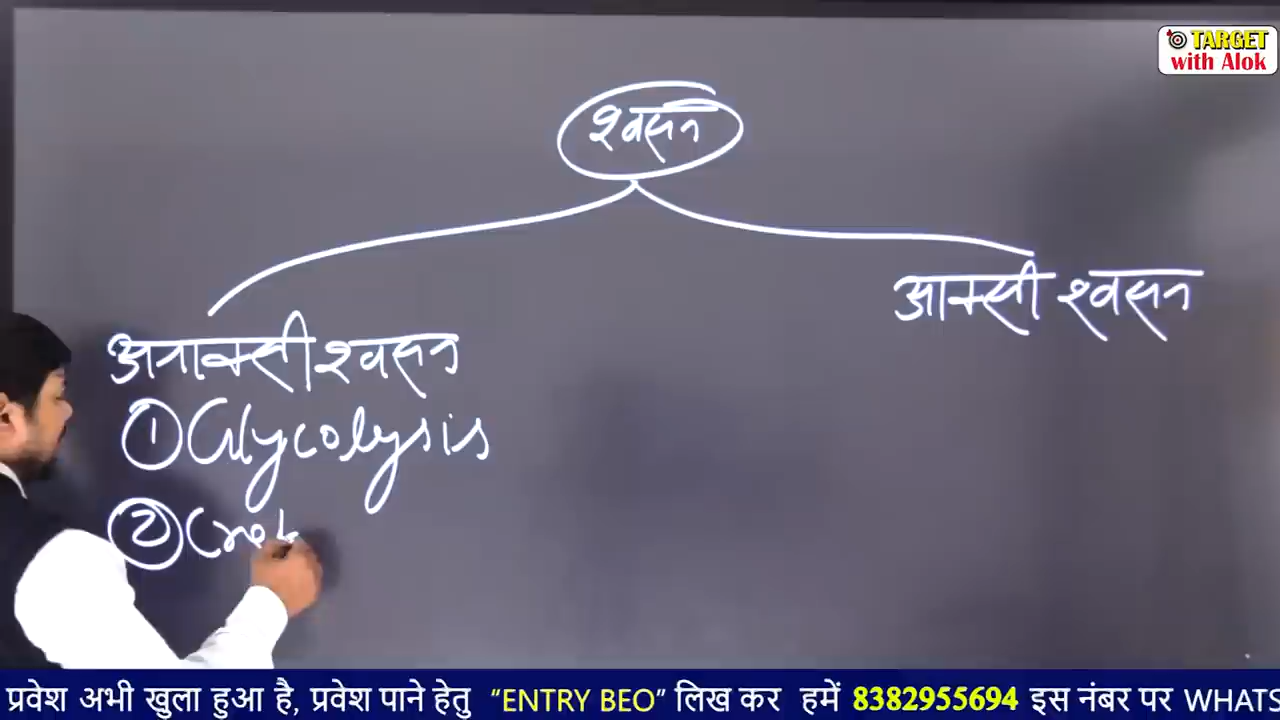 TARGET
with Alok
श्वसन
आक्सी श्वसन
अनाक्सी श्वसन
① Glycolysis
②
प्रवेश अभी खुला हुआ है, प्रवेश पाने हेतु “ENTRY BEO” लिख कर हमें 8382955694 इस नंबर पर WHATS